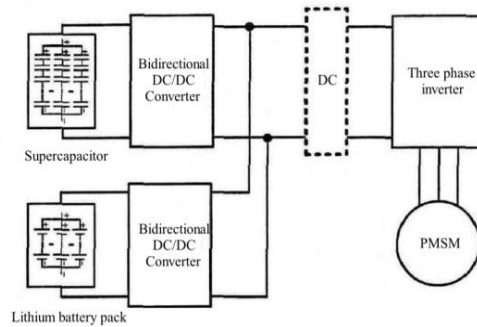 Bidirectional
DC/DC
Converter
DC
Three phase
inverter
Supercapacitor
Bidirectional
DC/DC
Converter
PMSM
Lithium battery pack